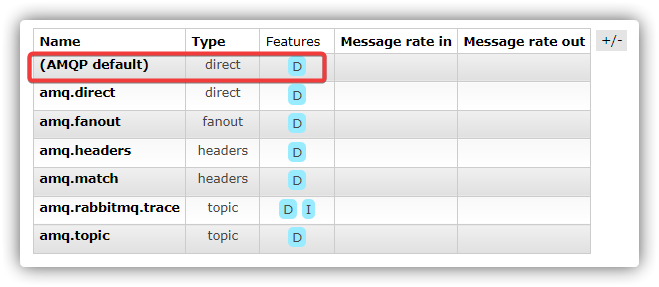 Name Type Features Message rate in Message rate out +/-
(AMQP default) direct D
amq.direct direct D
amq.fanout fanout D
amq.headers headers D
amq.match headers D
amq.rabbitmq.trace topic D I
amq.topic topic D